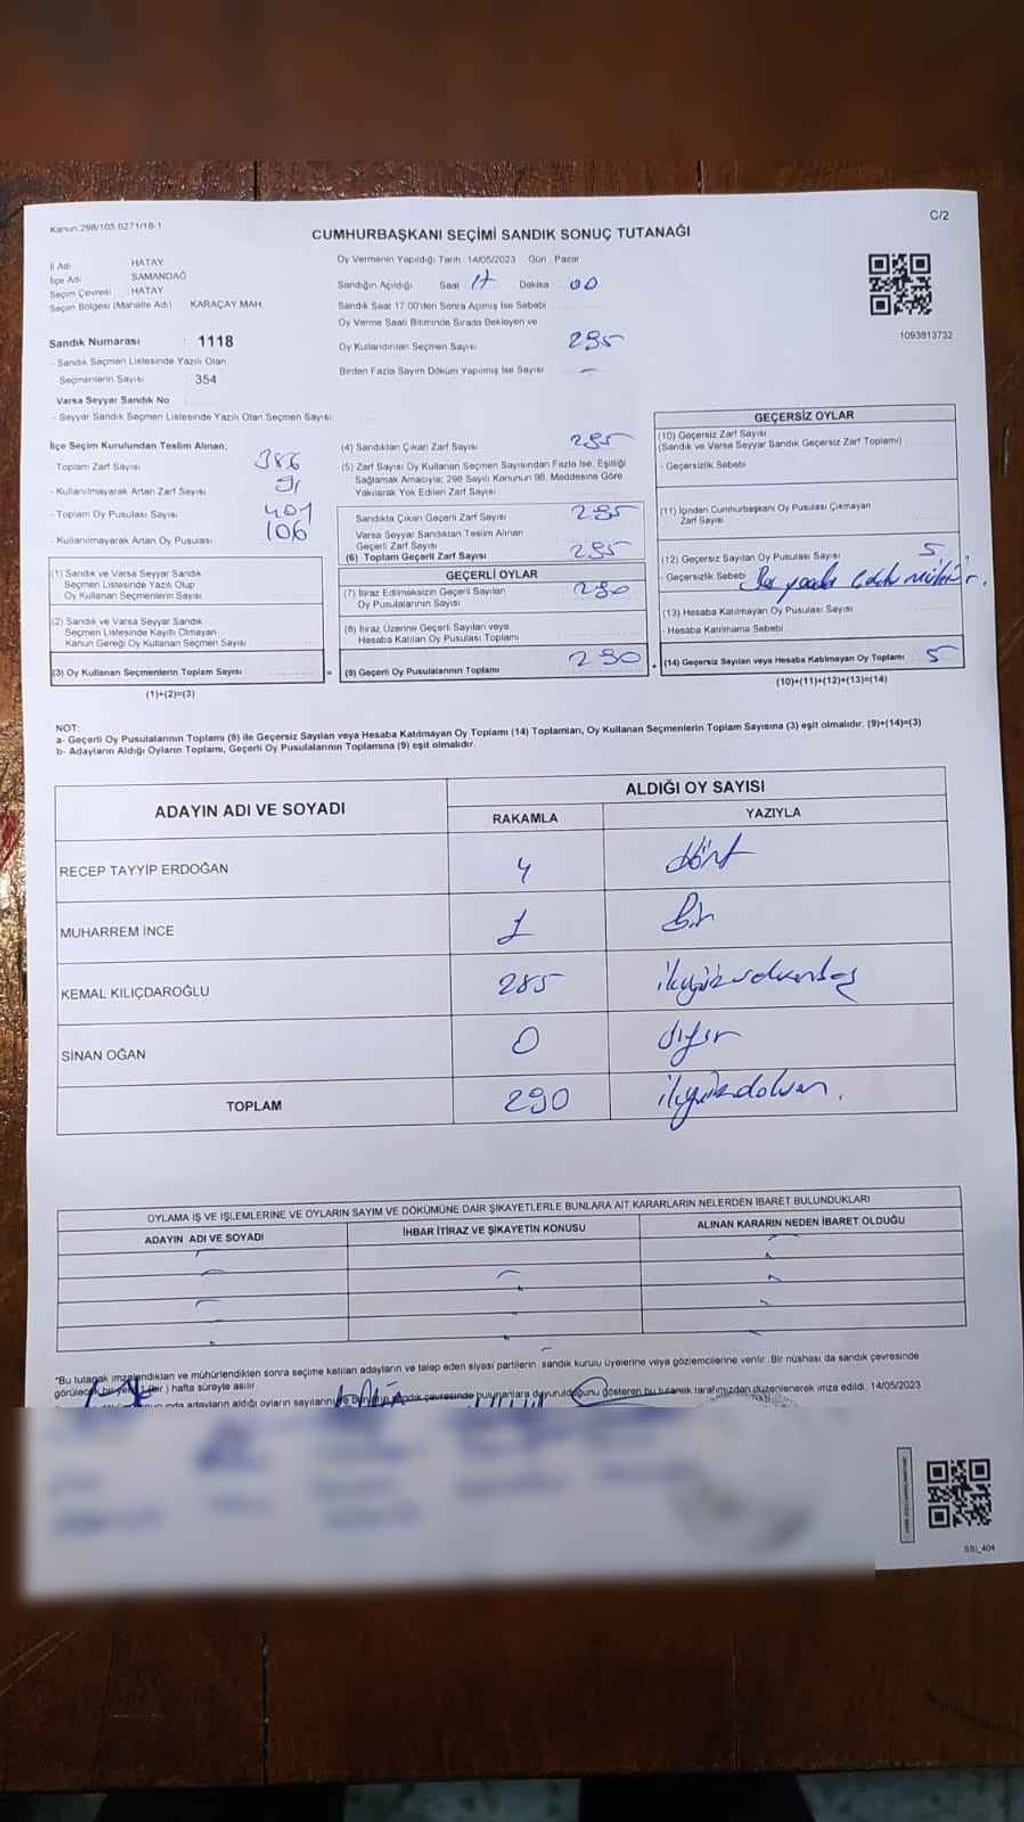 Kanun 298/105.6271/18-1
C/2
CUMHURBAŞKANI SEÇİMİ SANDIK SONUÇ TUTANAĞI
İl Adı HATAY
İlçe Adı SAMANDAĞ
Seçim Çevresi : HATAY
Seçim Bölgesi (Mahalle Adı) KARAÇAY MAH.
Sandık Numarası : 1118
- Sandık Seçmen Listesinde Yazılı Olan
Seçmenlerin Sayısı 354
Varsa Seyyar Sandık No
- Seyyar Sandık Seçmen Listesinde Yazılı Olan Seçmen Sayısı:
Oy Vermenin Yapıldığı Tarih 14/05/2023 Gün Pazar
Sandığın Açıldığı Saat 17 Dakika 00
Sandık Saat 17:00'den Sonra Açılmış İse Sebebi
Oy Verme Saati Bitiminde Sırada Bekleyen ve
Oy Kullandırılan Seçmen Sayısı 295
Birden Fazla Sayım Döküm Yapılmış İse Sayısı -
1093813732
İlçe Seçim Kurulundan Teslim Alınan;
- Toplam Zarf Sayısı 386
- Kullanılmayarak Artan Zarf Sayısı 91
- Toplam Oy Pusulası Sayısı 401
- Kullanılmayarak Artan Oy Pusulası 106
(1) Sandık ve Varsa Seyyar Sandık
Seçmen Listesinde Yazılı Olup
Oy Kullanan Seçmenlerin Sayısı
(2) Sandık ve Varsa Seyyar Sandık
Seçmen Listesinde Kayıtlı Olmayan
Kanun Gereği Oy Kullanan Seçmen Sayısı
(3) Oy Kullanan Seçmenlerin Toplam Sayısı =
(1)+(2)=(3)
(4) Sandıktan Çıkan Zarf Sayısı 295
(5) Zarf Sayısı Oy Kullanan Seçmen Sayısından Fazla İse, Eşitliği
Sağlamak Amacıyla; 298 Sayılı Kanunun 98. Maddesine Göre
Yakılarak Yok Edilen Zarf Sayısı
Sandıkta Çıkan Geçerli Zarf Sayısı 295
Varsa Seyyar Sandıktan Teslim Alınan
Geçerli Zarf Sayısı
(6) Toplam Geçerli Zarf Sayısı 295
GEÇERLİ OYLAR
(7) İtiraz Edilmeksizin Geçerli Sayılan
Oy Pusulalarının Sayısı 290
(8) İtiraz Üzerine Geçerli Sayılan veya
Hesaba Katılan Oy Pusulası Toplamı
(9) Geçerli Oy Pusulalarının Toplamı 290 +
GEÇERSİZ OYLAR
(10) Geçersiz Zarf Sayısı
(Sandık ve Varsa Seyyar Sandık Geçersiz Zarf Toplamı)
- Geçersizlik Sebebi
(11) İçinden Cumhurbaşkanı Oy Pusulası Çıkmayan
Zarf Sayısı
(12) Geçersiz Sayılan Oy Pusulası Sayısı 5
- Geçersizlik Sebebi
(13) Hesaba Katılmayan Oy Pusulası Sayısı
- Hesaba Katılmama Sebebi
(14) Geçersiz Sayılan veya Hesaba Katılmayan Oy Toplamı 5
(10)+(11)+(12)+(13)=(14)
NOT:
a- Geçerli Oy Pusulalarının Toplamı (9) ile Geçersiz Sayılan veya Hesaba Katılmayan Oy Toplamı (14) Toplamları, Oy Kullanan Seçmenlerin Toplam Sayısına (3) eşit olmalıdır. (9)+(14)=(3)
b- Adayların Aldığı Oyların Toplamı, Geçerli Oy Pusulalarının Toplamına (9) eşit olmalıdır.
ADAYIN ADI VE SOYADI ALDIĞI OY SAYISI
RAKAMLA YAZIYLA
RECEP TAYYİP ERDOĞAN 4 dört
MUHARREM İNCE 1 Bir
KEMAL KILIÇDAROĞLU 285 ikiyüzseksenbeş
SİNAN OĞAN 0 sıfır
TOPLAM 290 ikiyüzdoksan.
OYLAMA İŞ VE İŞLEMLERİNE VE OYLARIN SAYIM VE DÖKÜMÜNE DAİR ŞİKAYETLERLE BUNLARA AİT KARARLARIN NELERDEN İBARET BULUNDUKLARI
ADAYIN ADI VE SOYADI İHBAR İTİRAZ VE ŞİKAYETİN KONUSU ALINAN KARARIN NEDEN İBARET OLDUĞU
"Bu tutanak imzalandıktan ve mühürlendikten sonra seçime katılan adayların ve talep eden siyasi partilerin sandık kurulu üyelerine veya gözlemcilerine verilir. Bir nüshası da sandık çevresinde
görülecek bir yere (bir) hafta süreyle asılır
adayların aldığı oyların sayılarını ve sandık çevresinde bulunanlara duyurulduğunu gösteren bu tutanak tarafımızdan düzenlenerek imza edildi. 14/05/2023
SBI_404